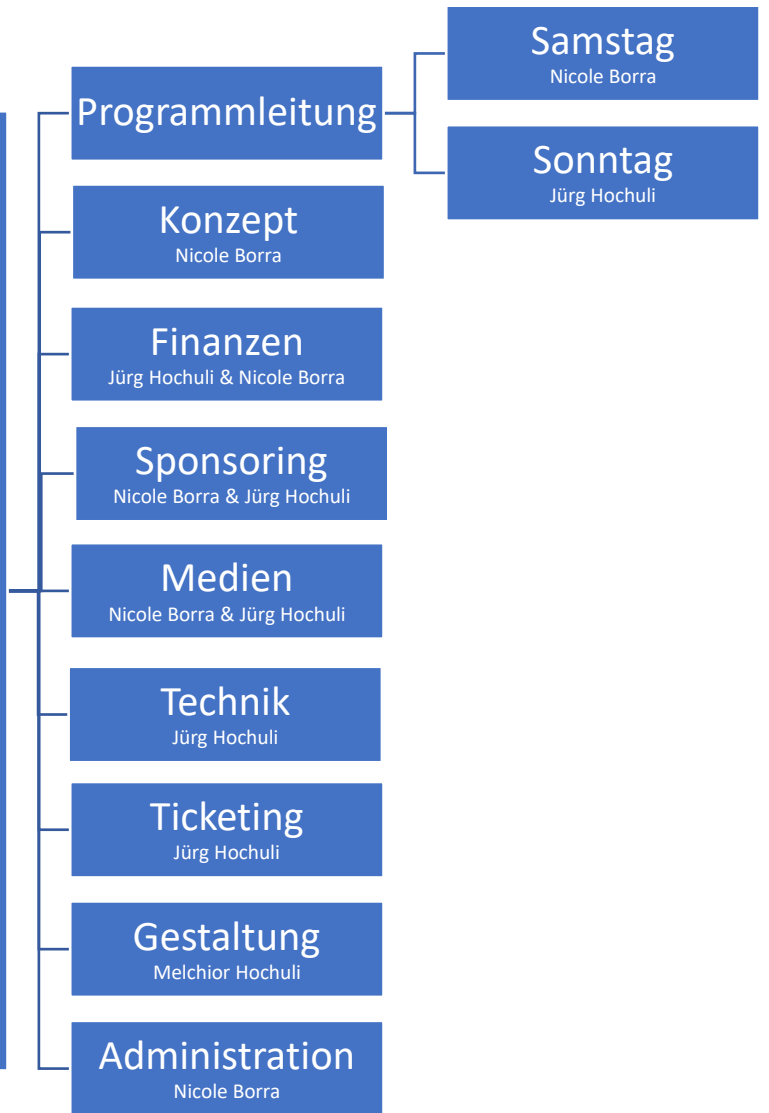 Programmleitung
Samstag
Nicole Borra
Sonntag
Jürg Hochuli
Konzept
Nicole Borra
Finanzen
Jürg Hochuli & Nicole Borra
Sponsoring
Nicole Borra & Jürg Hochuli
Medien
Nicole Borra & Jürg Hochuli
Technik
Jürg Hochuli
Ticketing
Jürg Hochuli
Gestaltung
Melchior Hochuli
Administration
Nicole Borra